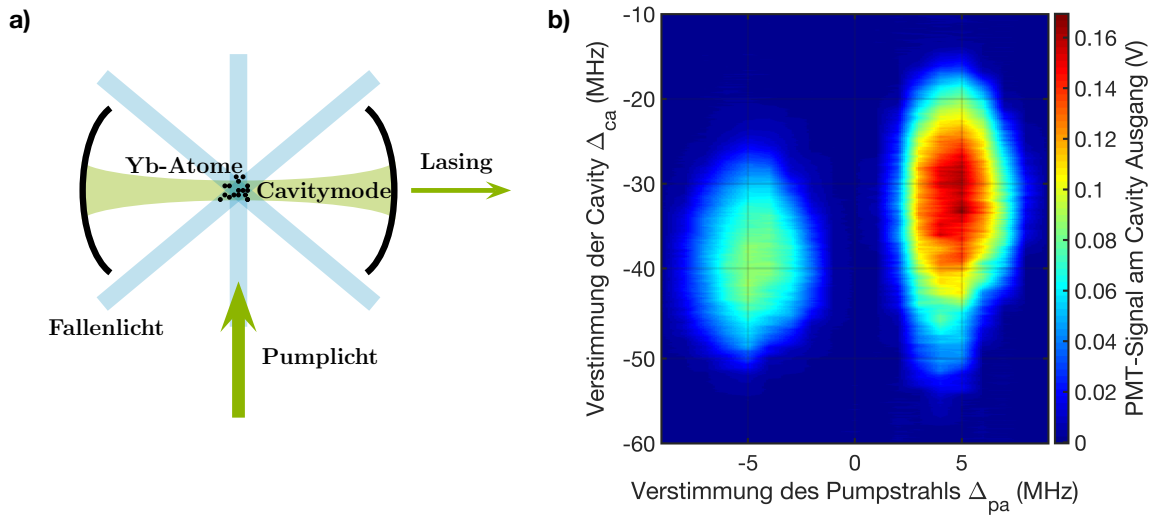 a)
Yb-Atome
Cavitymode
Lasing
Fallenlicht
Pumplicht
b)
Verstimmung der Cavity Δca (MHz)
-10
-20
-30
-40
-50
-60
-5
0
5
Verstimmung des Pumpstrahls Δpa (MHz)
0.16
0.14
0.12
0.10
0.08
0.06
0.04
0.02
0
PMT-Signal am Cavity Ausgang (V)